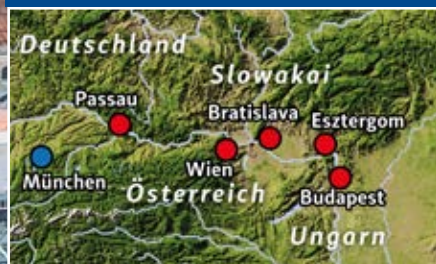 Deutschland
Slowakai
Passau
Bratislava
Esztergom
Wien
München
Österreich
Budapest
Ungarn